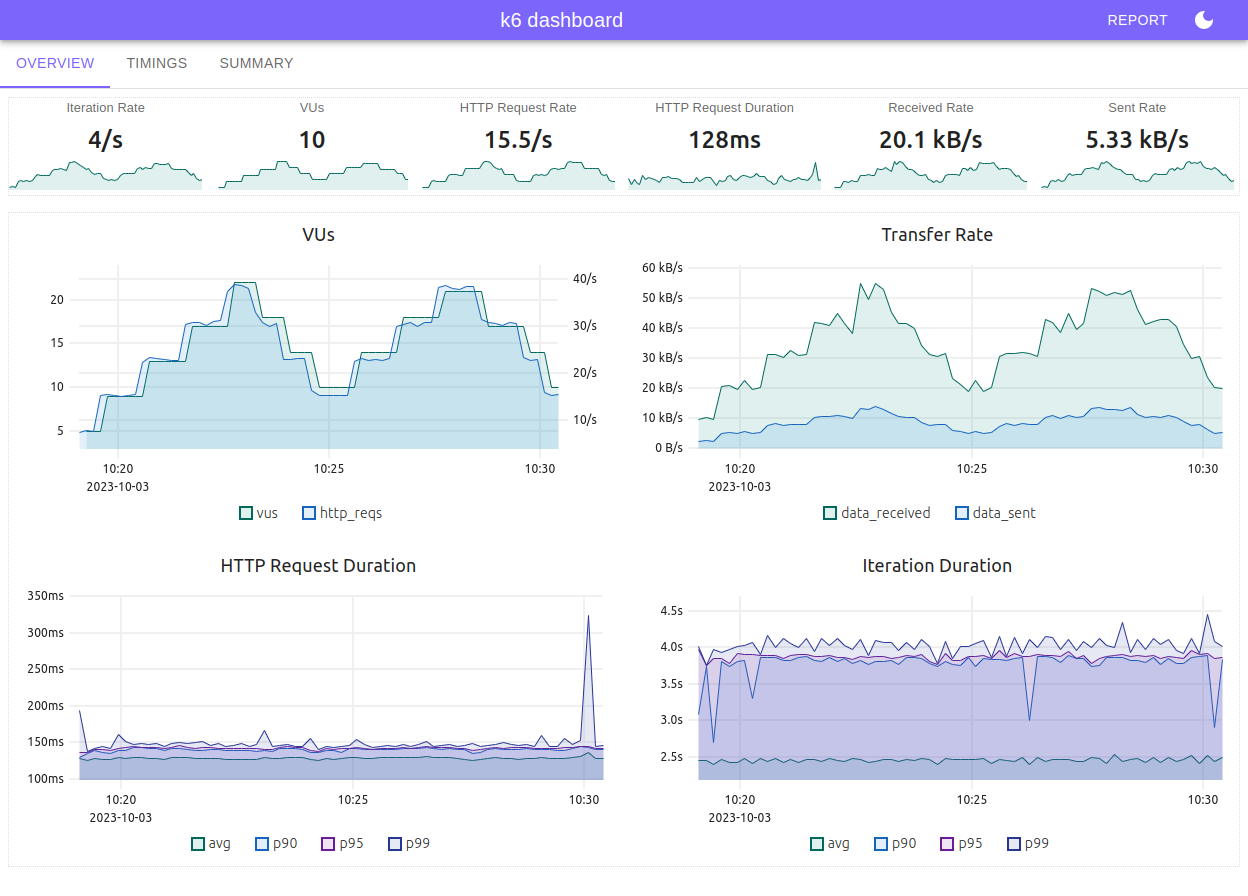 k6 dashboard
REPORT
OVERVIEW TIMINGS SUMMARY
Iteration Rate VUs HTTP Request Rate HTTP Request Duration Received Rate Sent Rate
4/s 10 15.5/s 128ms 20.1 kB/s 5.33 kB/s
VUs
40/s
20
30/s
15
20/s
10
10/s
5
10:20 10:25 10:30
2023-10-03
vus http_reqs
Transfer Rate
60 kB/s
50 kB/s
40 kB/s
30 kB/s
20 kB/s
10 kB/s
0 B/s
10:20 10:25 10:30
2023-10-03
data_received data_sent
HTTP Request Duration
350ms
300ms
250ms
200ms
150ms
100ms
10:20 10:25 10:30
2023-10-03
avg p90 p95 p99
Iteration Duration
4.5s
4.0s
3.5s
3.0s
2.5s
10:20 10:25 10:30
2023-10-03
avg p90 p95 p99